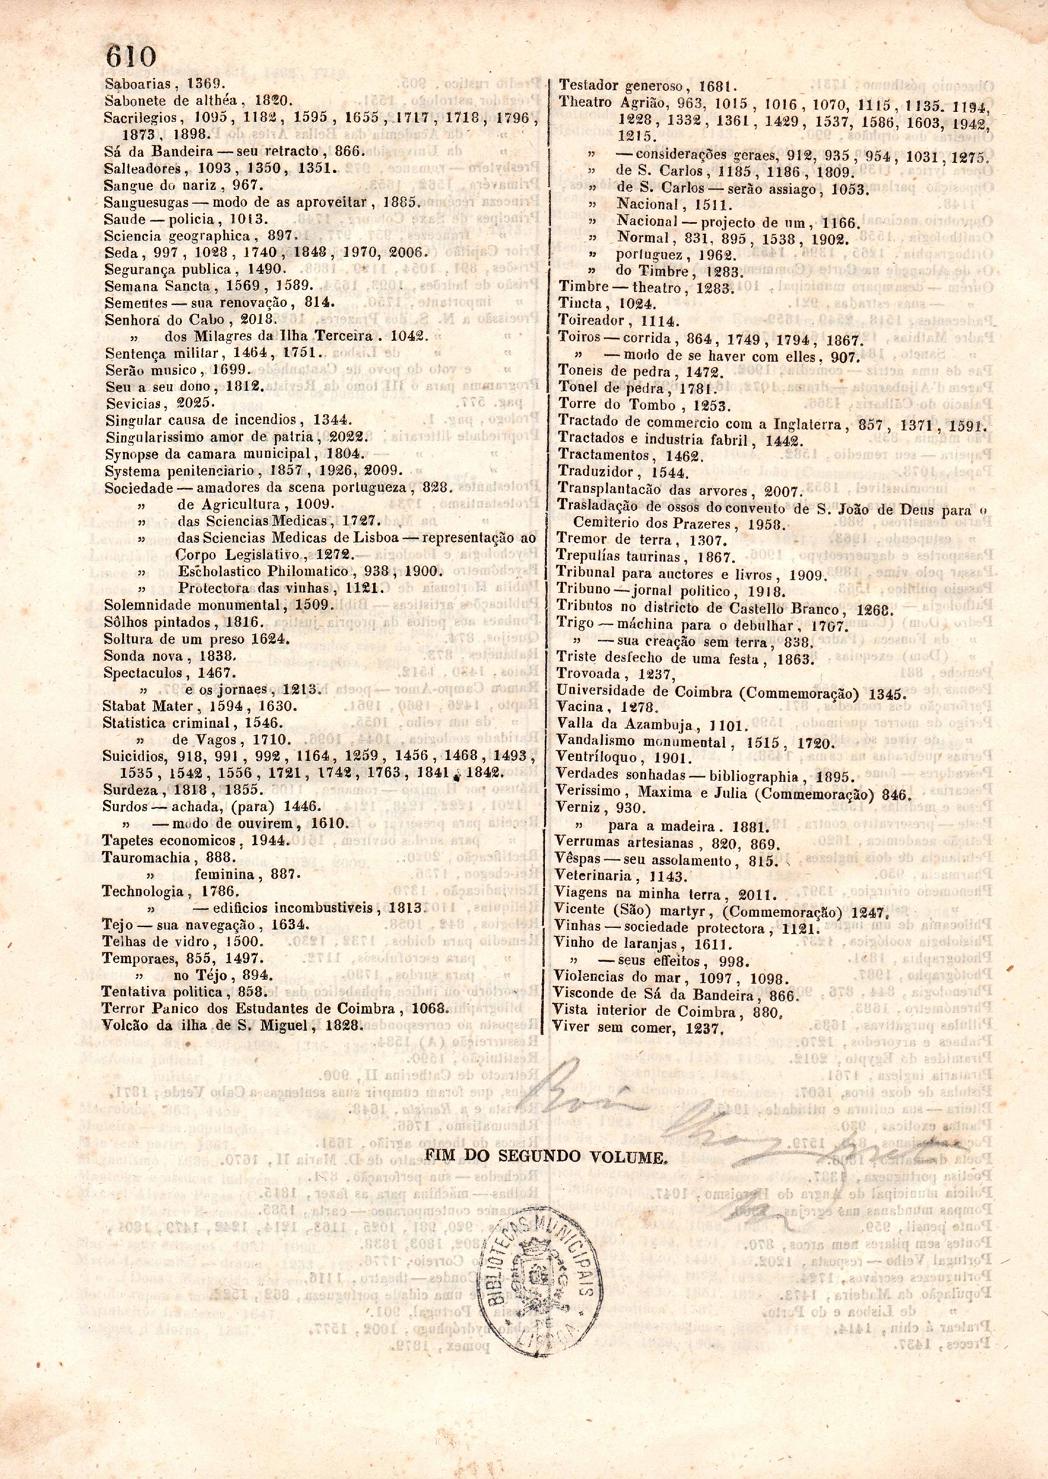 610
Saboarias, 1369.
Sabonete de althéa, 1820.
Sacrilegios, 1095, 1182, 1595, 1655, 1717, 1718, 1796,
1873, 1898.
Sá da Bandeira — seu retracto, 866.
Salteadores, 1093, 1350, 1351.
Sangue do nariz, 967.
Sauguesugas — modo de as aproveitar, 1885.
Saude — policia, 1013.
Sciencia geographica, 897.
Seda, 997, 1028, 1740, 1848, 1970, 2006.
Segurança publica, 1490.
Semana Sancta, 1569, 1589.
Sementes — sua renovação, 814.
Senhora do Cabo, 2018.
„ dos Milagres da Ilha Terceira. 1042.
Sentença militar, 1464, 1751.
Serão musico, 1699.
Seu a seu dono, 1812.
Sevicias, 2025.
Singular causa de incendios, 1344.
Singularissimo amor de patria, 2022.
Synopse da camara municipal, 1804.
Systema penitenciario, 1857, 1926, 2009.
Sociedade — amadores da scena portugueza, 828.
„ de Agricultura, 1009.
„ das Sciencias Medicas, 1727.
„ das Sciencias Medicas de Lisboa — representação ao
Corpo Legislativo, 1272.
„ Escholastico Philomatico, 938, 1900.
„ Protectora das vinhas, 1121.
Solemnidade monumental, 1509.
Sôlhos pintados, 1816.
Soltura de um preso 1624.
Sonda nova, 1838.
Spectaculos, 1467.
„ e os jornaes, 1213.
Stabat Mater, 1594, 1630.
Statistica criminal, 1546.
„ de Vagos, 1710.
Suicidios, 918, 991, 992, 1164, 1259, 1456, 1468, 1493,
1535, 1542, 1556, 1721, 1742, 1763, 1841, 1842.
Surdeza, 1818, 1855.
Surdos — achada, (para) 1446.
„ — modo de ouvirem, 1610.
Tapetes economicos, 1944.
Tauromachia, 888.
„ feminina, 887.
Technologia, 1786.
„ — edificios incombustiveis, 1813.
Tejo — sua navegação, 1634.
Telhas de vidro, 1500.
Temporaes, 855, 1497.
„ no Téjo, 894.
Tentativa politica, 858.
Terror Panico dos Estudantes de Coimbra, 1068.
Volcão da ilha de S. Miguel, 1828.
Testador generoso, 1681.
Theatro Agrião, 963, 1015, 1016, 1070, 1115, 1135. 1194,
1228, 1332, 1361, 1429, 1537, 1586, 1603, 1942,
1215.
„ — considerações geraes, 912, 935, 954, 1031, 1275.
„ de S. Carlos, 1185, 1186, 1809.
„ de S. Carlos — serão assiago, 1053.
„ Nacional, 1511.
„ Nacional — projecto de um, 1166.
„ Normal, 831, 895, 1538, 1902.
„ portuguez, 1962.
„ do Timbre, 1283.
Timbre — theatro, 1283.
Tincta, 1024.
Toireador, 1114.
Toiros — corrida, 864, 1749, 1794, 1867.
„ — modo de se haver com elles, 907.
Toneis de pedra, 1472.
Tonel de pedra, 1781.
Torre do Tombo, 1253.
Tractado de commercio com a Inglaterra, 857, 1371, 1591.
Tractados e industria fabril, 1442.
Tractamentos, 1462.
Traduzidor, 1544.
Transplantacão das arvores, 2007.
Trasladação de ossos do convento de S. João de Deus para o
Cemiterio dos Prazeres, 1958.
Tremor de terra, 1307.
Trepulías taurinas, 1867.
Tribunal para auctores e livros, 1909.
Tribuno — jornal politico, 1918.
Tributos no districto de Castello Branco, 1268.
Trigo — máchina para o debulhar, 1707.
„ — sua creação sem terra, 838.
Triste desfecho de uma festa, 1863.
Trovoada, 1237,
Universidade de Coimbra (Commemoração) 1345.
Vacina, 1278.
Valla da Azambuja, 1101.
Vandalismo monumental, 1515, 1720.
Ventríloquo, 1901.
Verdades sonhadas — bibliographia, 1895.
Verissimo, Maxima e Julia (Commemoração) 846.
Verniz, 930.
„ para a madeira. 1881.
Verrumas artesianas, 820, 869.
Vêspas — seu assolamento, 815.
Veterinaria, 1143.
Viagens na minha terra, 2011.
Vicente (São) martyr, (Commemoração) 1247,
Vinhas — sociedade protectora, 1121.
Vinho de laranjas, 1611.
„ — seus effeitos, 998.
Violencias do mar, 1097, 1098.
Visconde de Sá da Bandeira, 866.
Vista interior de Coimbra, 880,
Viver sem comer, 1237,
FIM DO SEGUNDO VOLUME.
BIBLIOTECAS MUNICIPAIS
DE
LISBOA